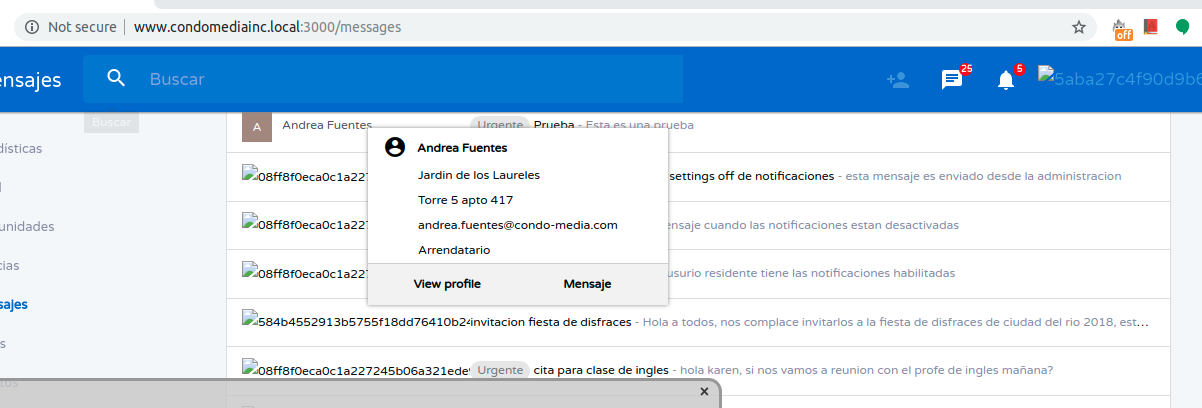 Not secure | www.condomediainc.local:3000/messages
off
ensajes Buscar 25 5 5aba27c4f90d9b6
Buscar
dísticas
unidades
cias
sajes
s
A Andrea Fuentes Urgente Prueba - Esta es una prueba
Andrea Fuentes
Jardin de los Laureles
Torre 5 apto 417
andrea.fuentes@condo-media.com
Arrendatario
View profile Mensaje
08ff8f0eca0c1a227 settings off de notificaciones - esta mensaje es enviado desde la administracion
08ff8f0eca0c1a227 ensaje cuando las notificaciones estan desactivadas
08ff8f0eca0c1a227 usurio residente tiene las notificaciones habilitadas
584b4552913b5755f18dd76410b24 invitacion fiesta de disfraces - Hola a todos, nos complace invitarlos a la fiesta de disfraces de ciudad del rio 2018, est...
08ff8f0eca0c1a227245b06a321ede9 Urgente cita para clase de ingles - hola karen, si nos vamos a reunion con el profe de ingles mañana?
×